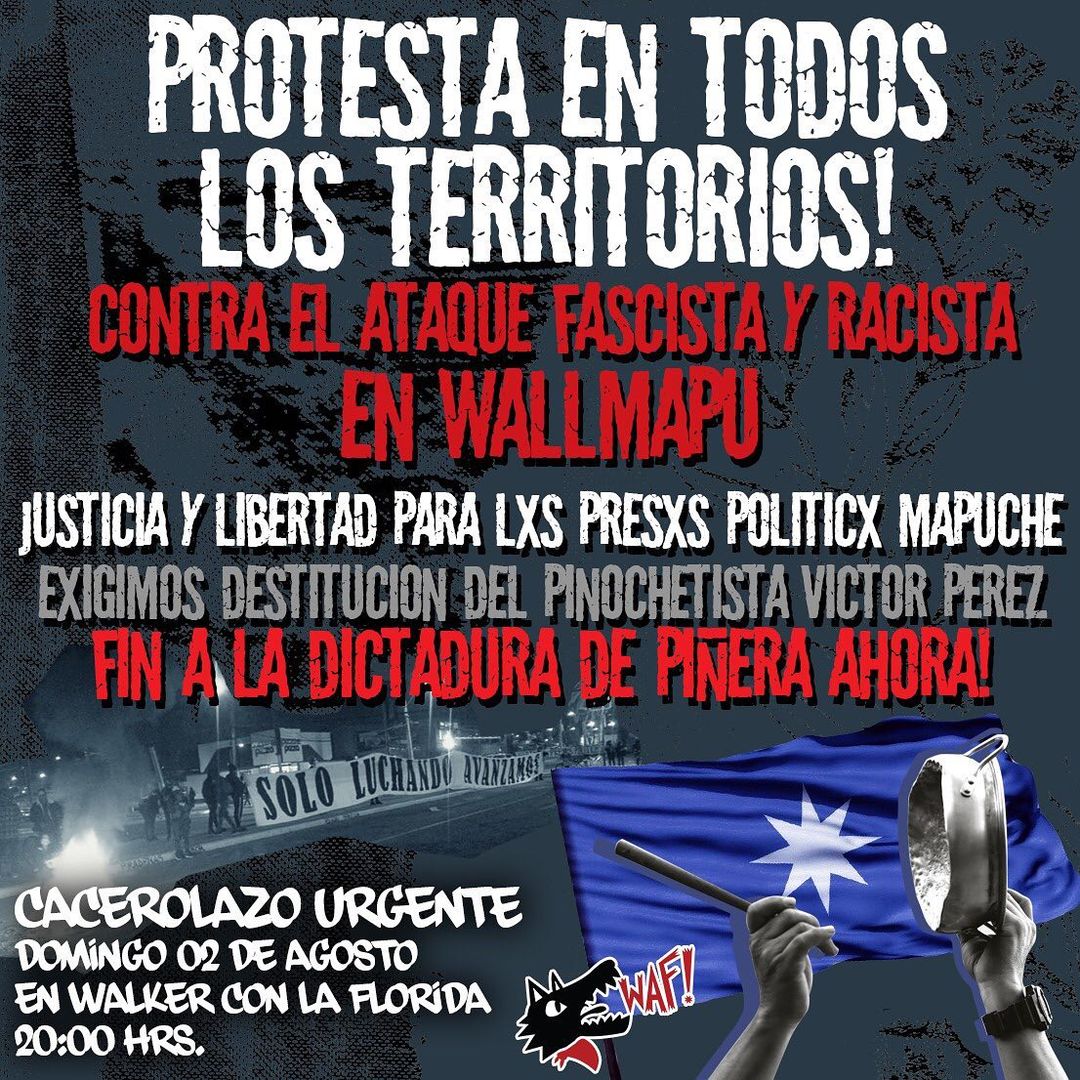 PROTESTA EN TODOS
LOS TERRITORIOS!
CONTRA EL ATAQUE FASCISTA Y RACISTA
EN WALLMAPU
JUSTICIA Y LIBERTAD PARA LXS PRESXS POLITICX MAPUCHE
EXIGIMOS DESTITUCION DEL PINOCHETISTA VICTOR PEREZ
FIN A LA DICTADURA DE PIÑERA AHORA!
SOLO LUCHANDO AVANZAMOS
CACEROLAZO URGENTE
DOMINGO 02 DE AGOSTO
EN WALKER CON LA FLORIDA
20:00 HRS.
WAF!